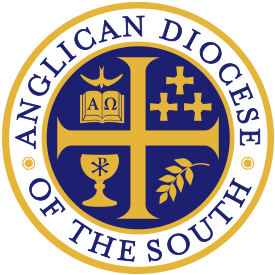 ANGLICAN DIOCESE
OF THE SOUTH
Α Ω